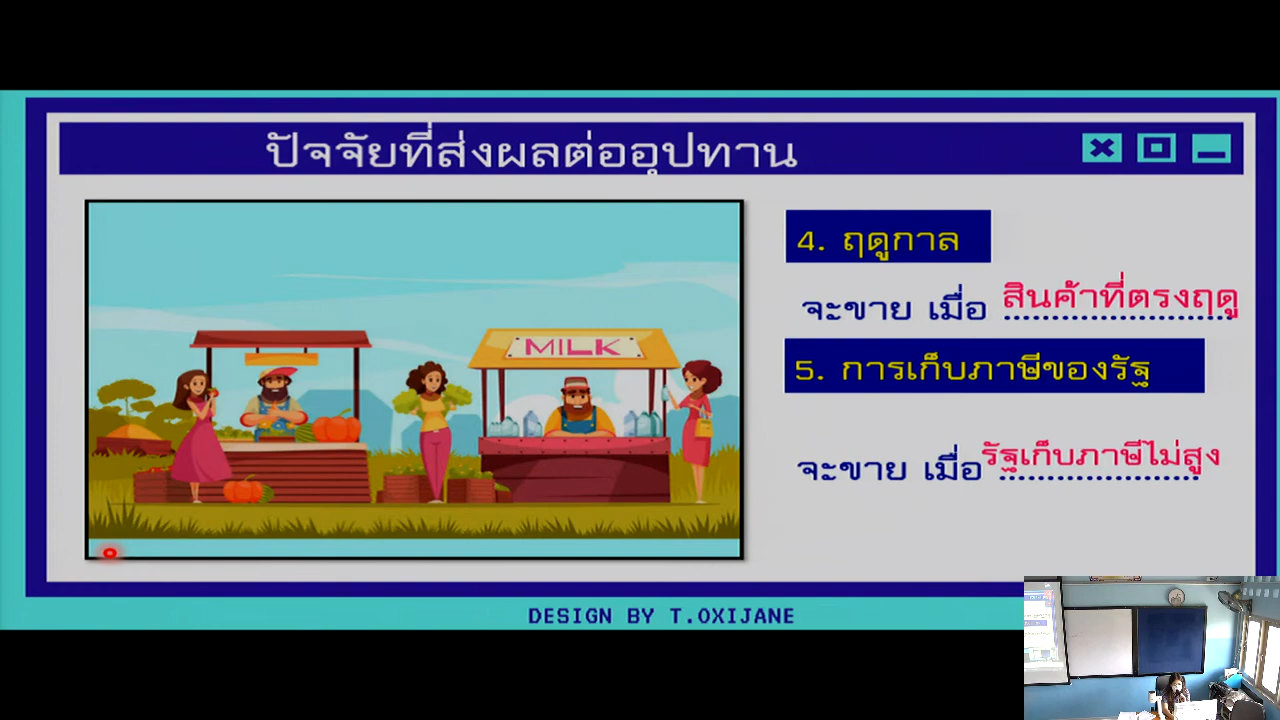 ปัจจัยที่ส่งผลต่ออุปทาน
4. ฤดูกาล
จะขาย เมื่อ สินค้าที่ตรงฤดู
5. การเก็บภาษีของรัฐ
จะขาย เมื่อ รัฐเก็บภาษีไม่สูง
MILK
DESIGN BY T.OXIJANE